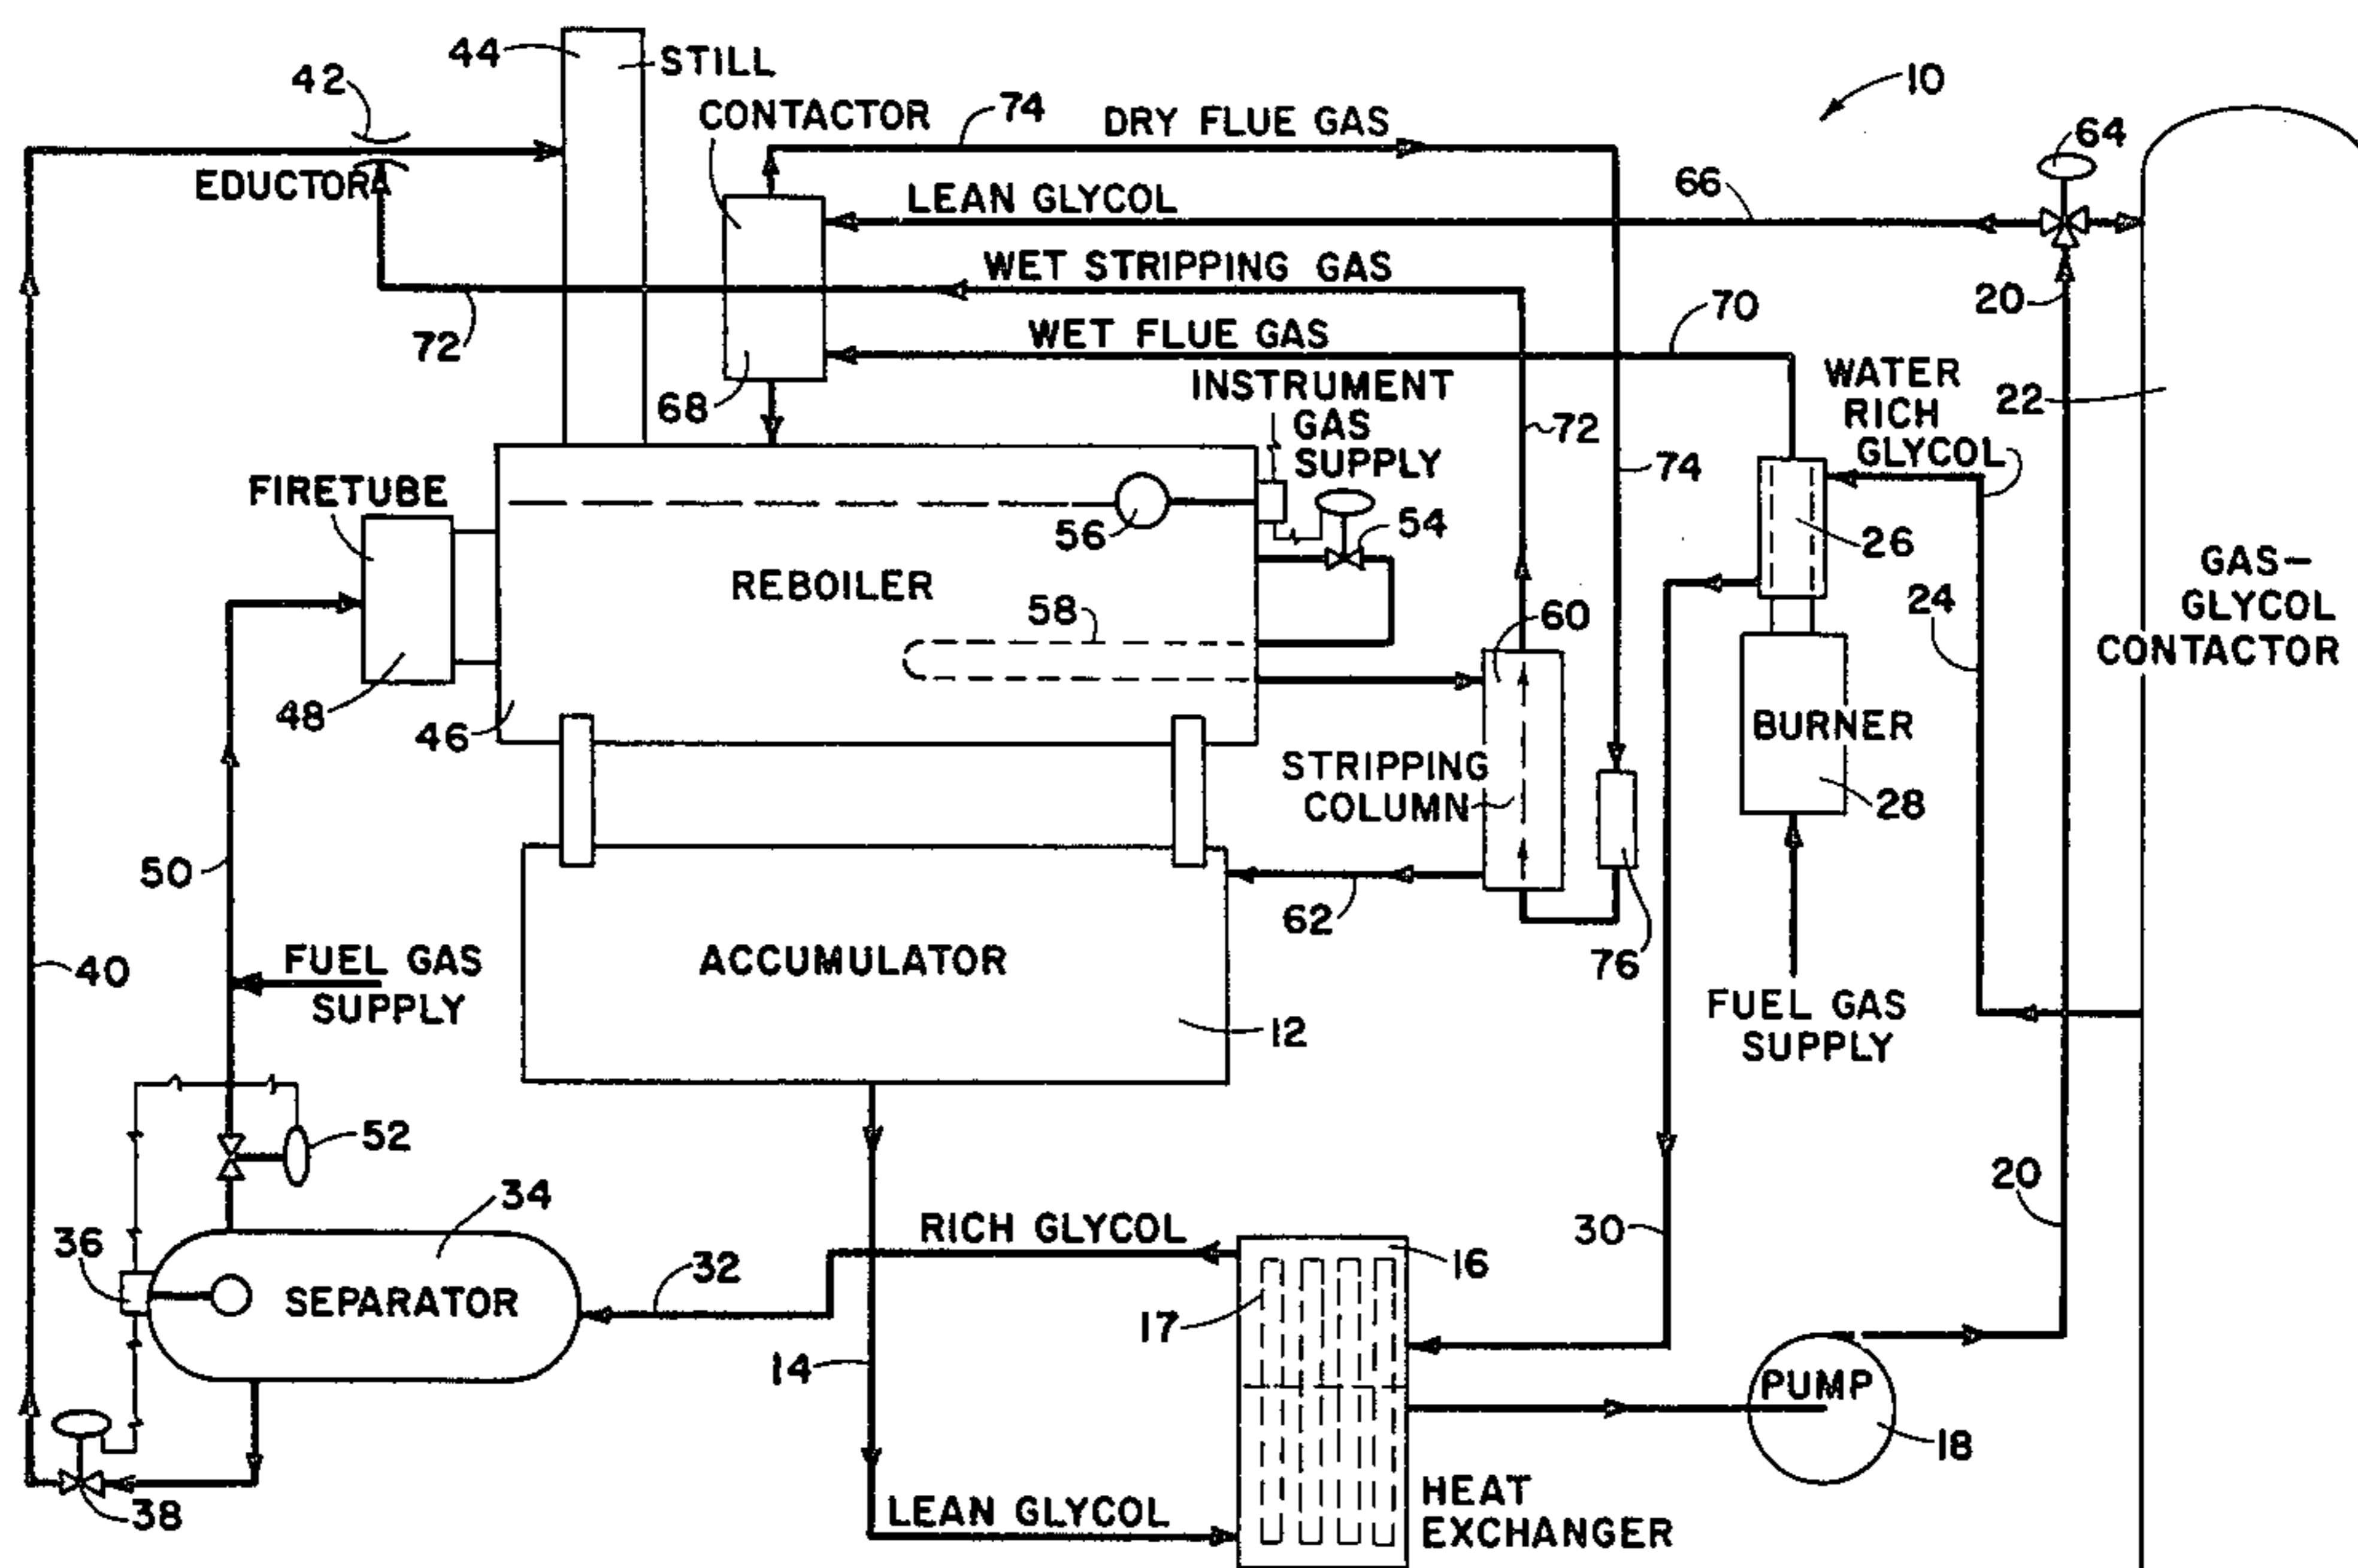 44
STILL
42
CONTACTOR
74
DRY FLUE GAS
10
64
EDUCTOR
LEAN GLYCOL
66
WET STRIPPING GAS
20
72
WET FLUE GAS
70
68
INSTRUMENT
GAS
SUPPLY
WATER
RICH
GLYCOL
22
72
74
FIRETUBE
56
54
26
REBOILER
58
60
24
GAS-
GLYCOL
CONTACTOR
48
46
STRIPPING
COLUMN
BURNER
28
50
62
76
40
FUEL GAS
SUPPLY
ACCUMULATOR
12
FUEL GAS
SUPPLY
52
34
36
SEPARATOR
RICH GLYCOL
32
16
17
30
20
14
PUMP
18
38
LEAN GLYCOL
HEAT
EXCHANGER